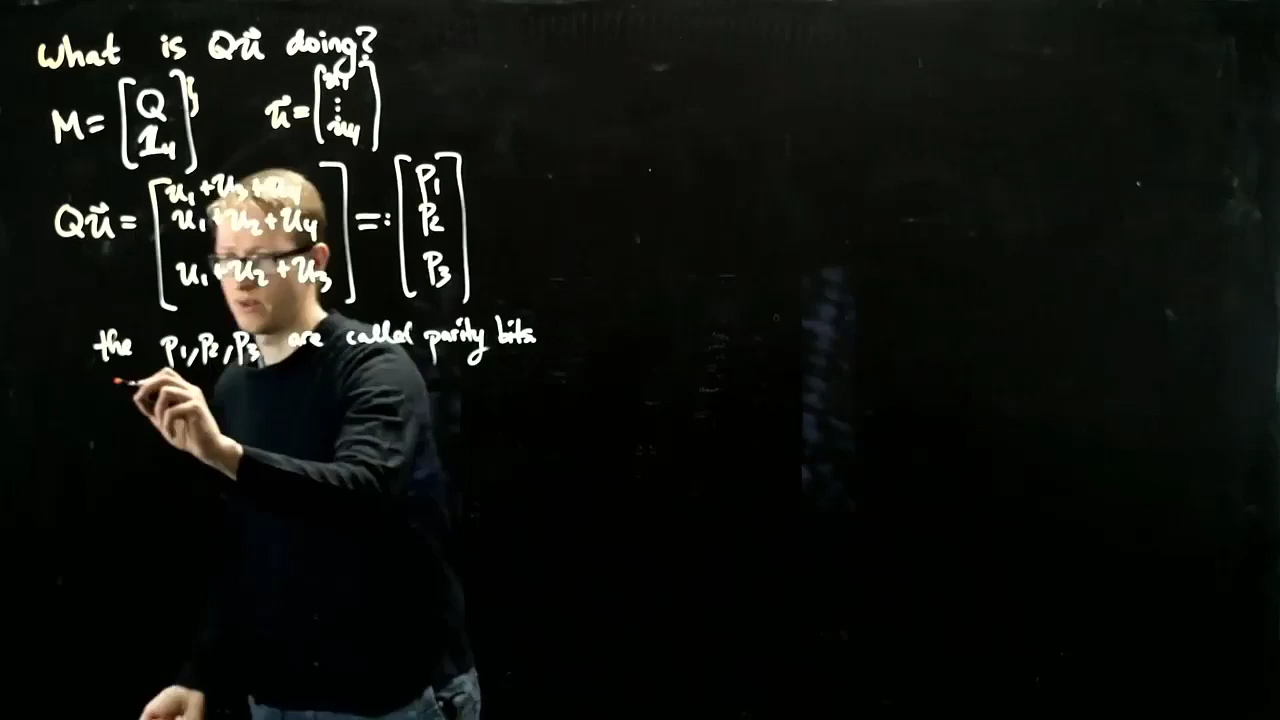 What is Qu⃗ doing?
M = [Q 1₄] u⃗ = [u₁ ⋮ u₄]
Qu⃗ = [u₁+u₃+u₄ u₁+u₂+u₄ u₁+u₂+u₃] =: [p₁ p₂ p₃]
the p₁, p₂, p₃ are called parity bits